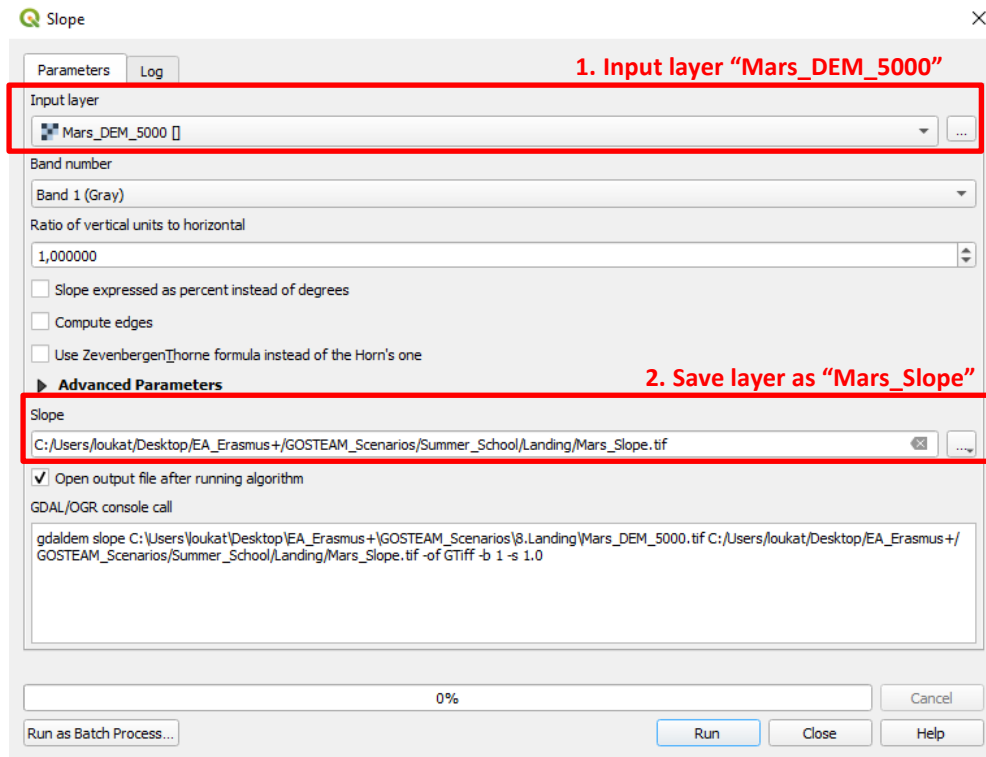 Slope
Parameters
Log
1. Input layer “Mars_DEM_5000”
Input layer
Mars_DEM_5000 []
...
Band number
Band 1 (Gray)
Ratio of vertical units to horizontal
1,000000
Slope expressed as percent instead of degrees
Compute edges
Use ZevenbergenThorne formula instead of the Horn's one
Advanced Parameters
2. Save layer as “Mars_Slope”
Slope
C:/Users/loukat/Desktop/EA_Erasmus+/GOSTEAM_Scenarios/Summer_School/Landing/Mars_Slope.tif
...
Open output file after running algorithm
GDAL/OGR console call
gdaldem slope C:\Users\loukat\Desktop\EA_Erasmus+\GOSTEAM_Scenarios\8.Landing\Mars_DEM_5000.tif C:/Users/loukat/Desktop/EA_Erasmus+/
GOSTEAM_Scenarios/Summer_School/Landing/Mars_Slope.tif -of GTiff -b 1 -s 1.0
0%
Cancel
Run as Batch Process...
Run
Close
Help